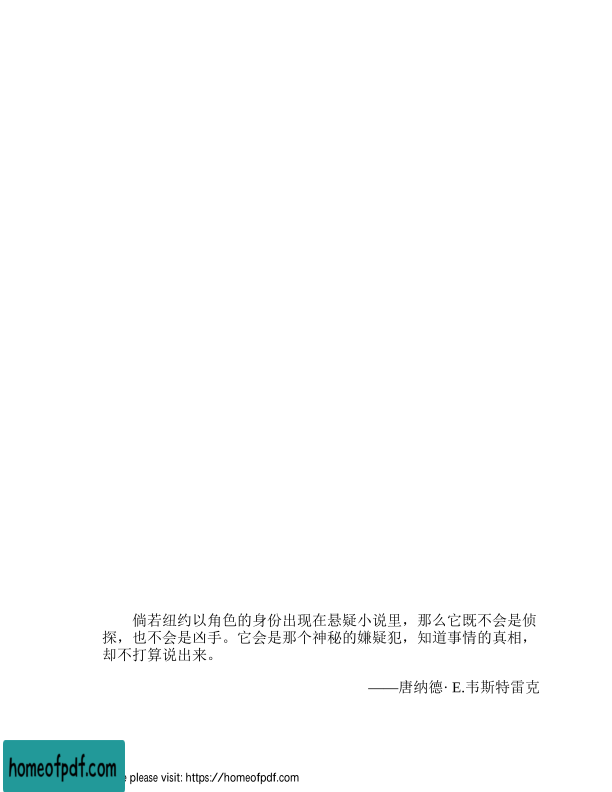 倘若纽约以角色的身份出现在悬疑小说里，那么它既不会是侦
探，也不会是凶手。它会是那个神秘的嫌疑犯，知道事情的真相，
却不打算说出来。
——唐纳德· E.韦斯特雷克
homeofpdf.com
please visit: https://homeofpdf.com